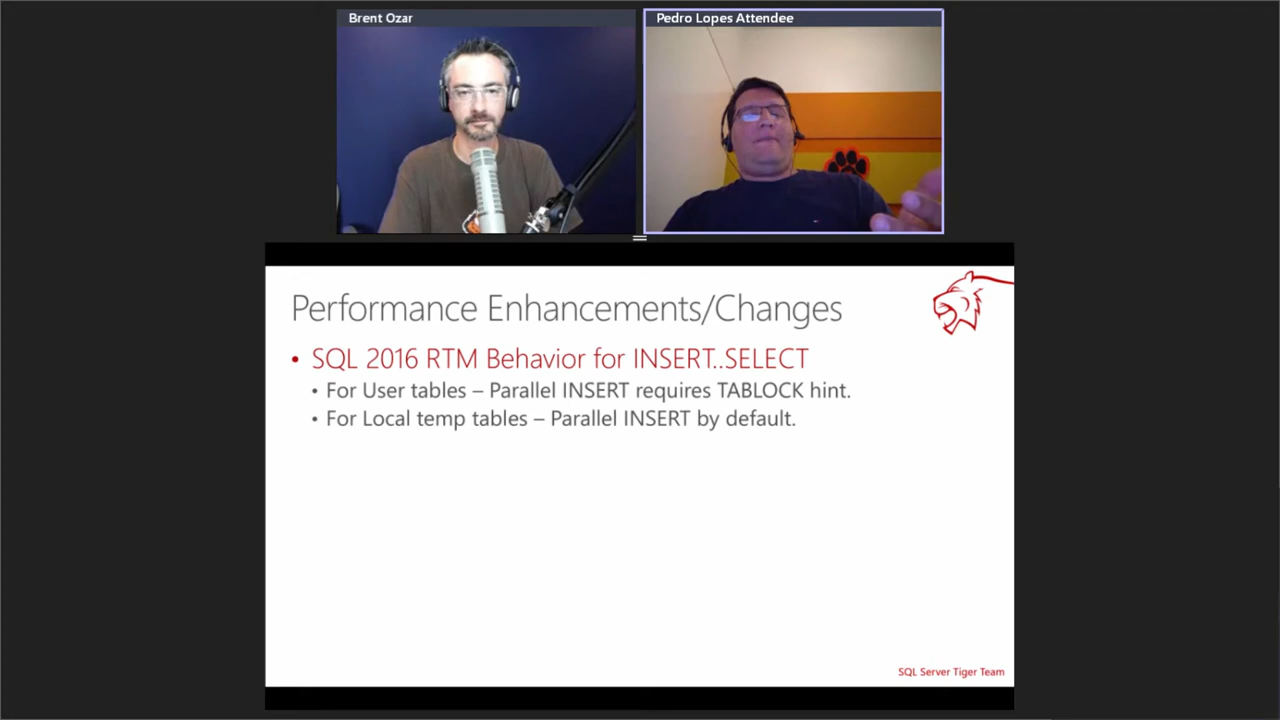 Brent Ozar
Pedro Lopes Attendee
Performance Enhancements/Changes
• SQL 2016 RTM Behavior for INSERT..SELECT
• For User tables – Parallel INSERT requires TABLOCK hint.
• For Local temp tables – Parallel INSERT by default.
SQL Server Tiger Team